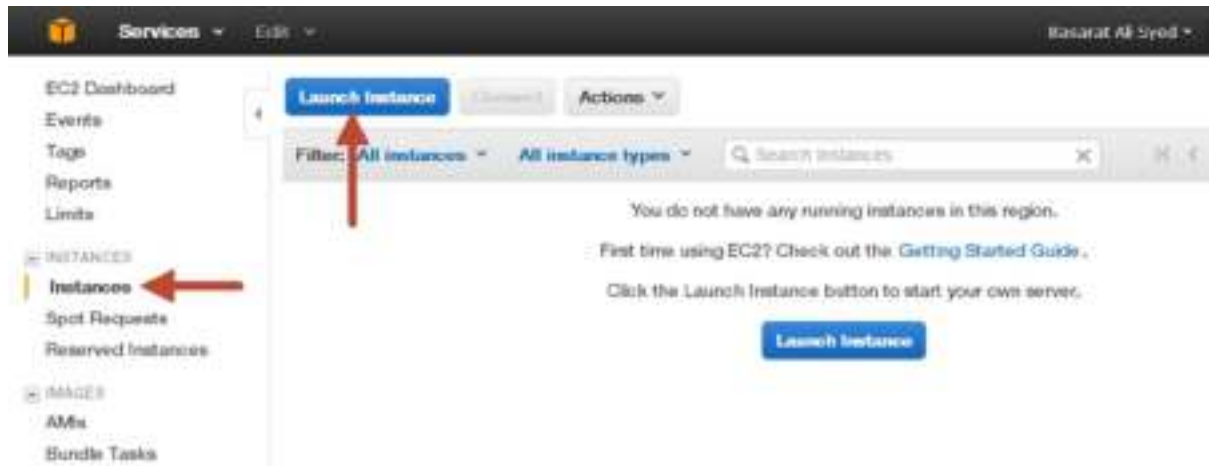 Services Edit Basarat Ali Syed
EC2 Dashboard
Events
Tags
Reports
Limits
INSTANCES
Instances
Spot Requests
Reserved Instances
IMAGES
AMIs
Bundle Tasks
Launch Instance Connect Actions
Filter: All instances All instance types Search Instances
You do not have any running instances in this region.
First time using EC2? Check out the Getting Started Guide.
Click the Launch Instance button to start your own server.
Launch Instance